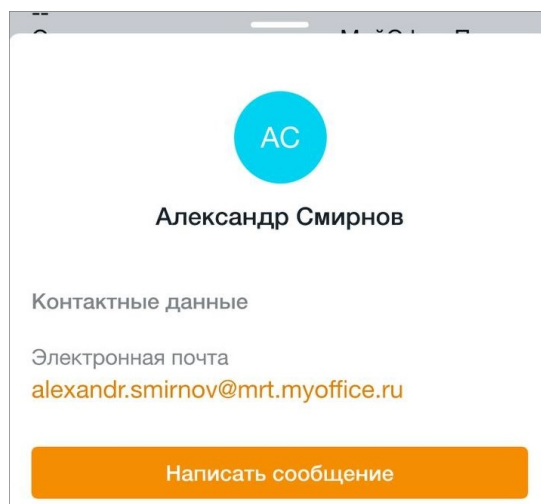 --
АС
Александр Смирнов
Контактные данные
Электронная почта
alexandr.smirnov@mrt.myoffice.ru
Написать сообщение